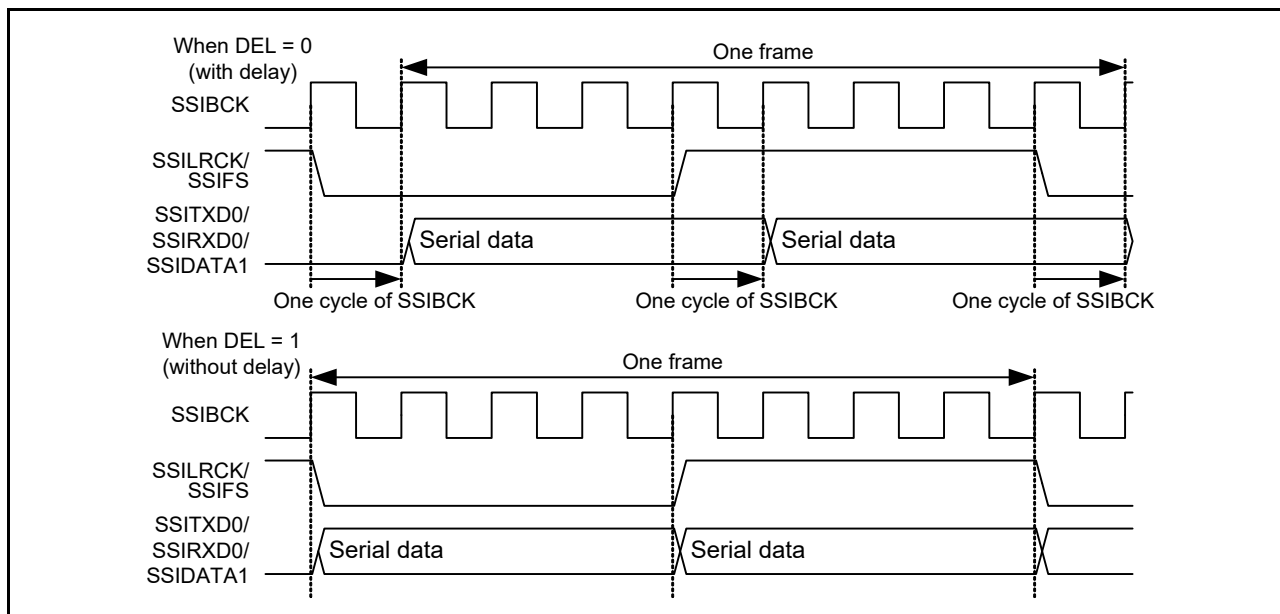 When DEL = 0
(with delay)
One frame
SSIBCK
SSILRCK/
SSIFS
SSITXD0/
SSIRXD0/
SSIDATA1
Serial data
Serial data
One cycle of SSIBCK
One cycle of SSIBCK
One cycle of SSIBCK
When DEL = 1
(without delay)
One frame
SSIBCK
SSILRCK/
SSIFS
SSITXD0/
SSIRXD0/
SSIDATA1
Serial data
Serial data